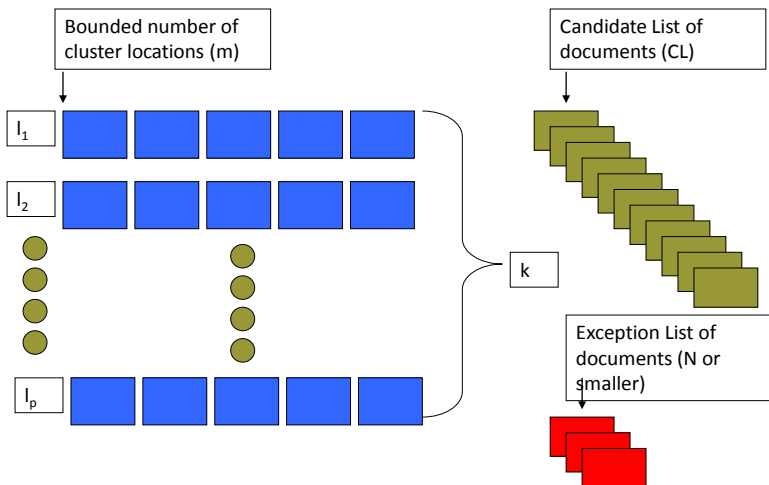 Bounded number of
cluster locations (m)
Candidate List of
documents (CL)
l₁
l₂
k
Exception List of
documents (N or
smaller)
lₚ